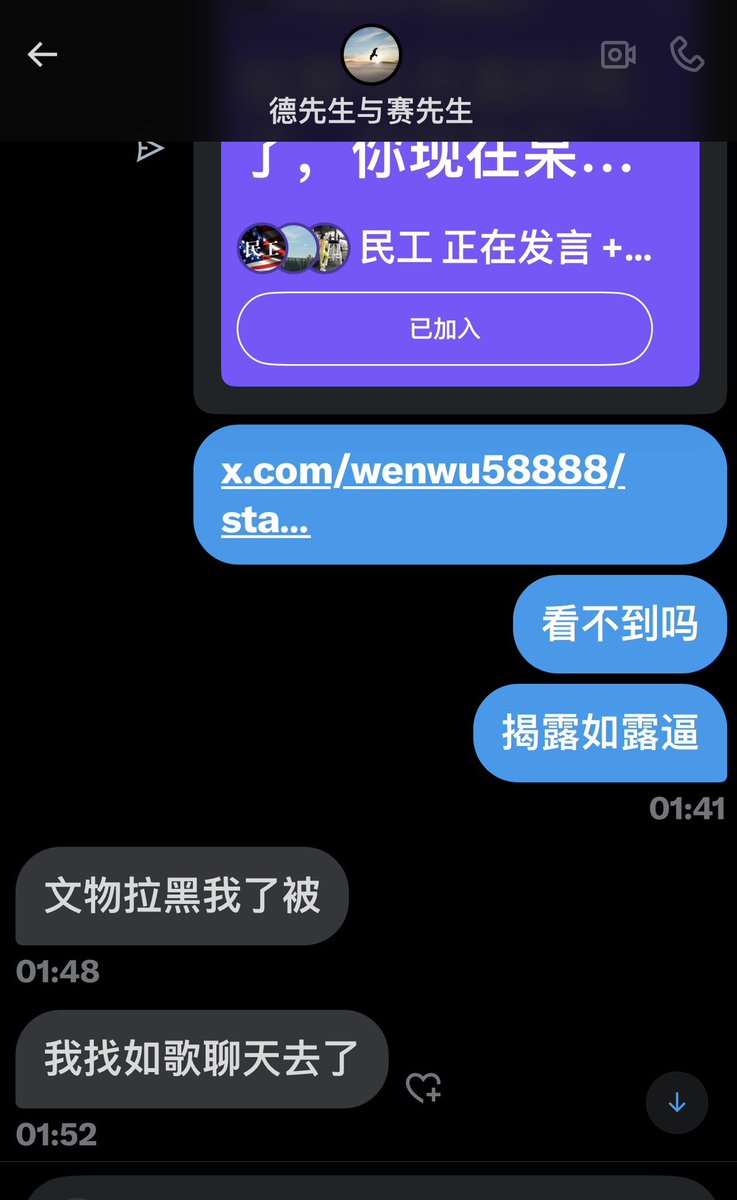 德先生与赛先生
了，你现在呆...
民工
民工 正在发言 +...
已加入
x.com/wenwu58888/
sta...
看不到吗
揭露如露逼
01:41
文物拉黑我了被
01:48
我找如歌聊天去了
01:52